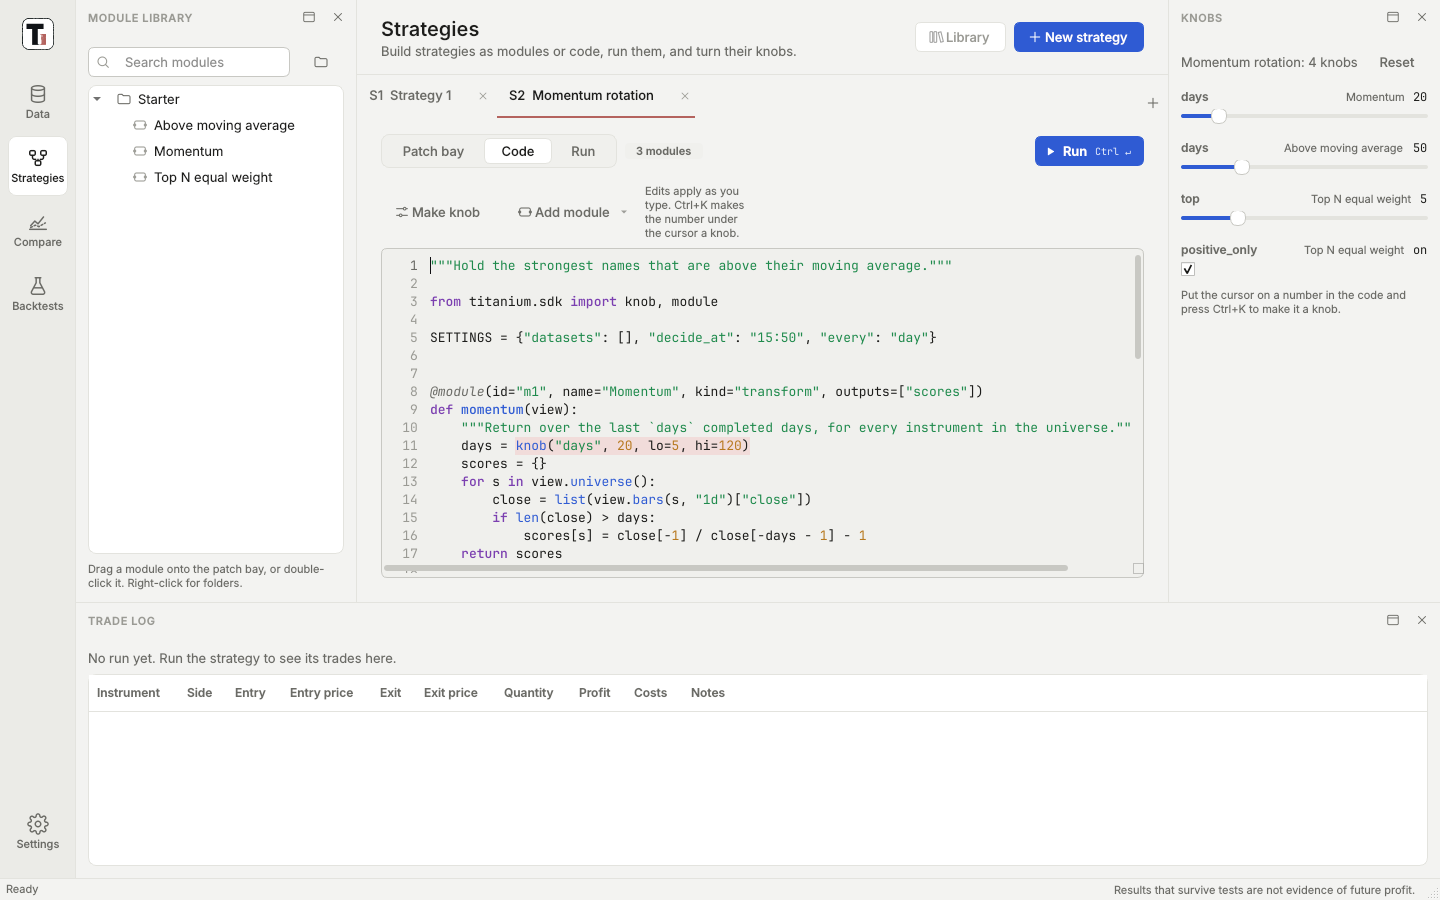 MODULE LIBRARY
Search modules
Starter
Above moving average
Momentum
Top N equal weight
Drag a module onto the patch bay, or double-
click it. Right-click for folders.
Data
Strategies
Compare
Backtests
Settings
Strategies
Build strategies as modules or code, run them, and turn their knobs.
Library
New strategy
S1 Strategy 1
S2 Momentum rotation
Patch bay
Code
Run
3 modules
Run Ctrl ↵
Make knob
Add module
Edits apply as you
type. Ctrl+K makes
the number under
the cursor a knob.
1 """Hold the strongest names that are above their moving average."""
2
3 from titanium.sdk import knob, module
4
5 SETTINGS = {"datasets": [], "decide_at": "15:50", "every": "day"}
6
7
8 @module(id="m1", name="Momentum", kind="transform", outputs=["scores"])
9 def momentum(view):
10     """Return over the last `days` completed days, for every instrument in the universe.""
11     days = knob("days", 20, lo=5, hi=120)
12     scores = {}
13     for s in view.universe():
14         close = list(view.bars(s, "1d")["close"])
15         if len(close) > days:
16             scores[s] = close[-1] / close[-days - 1] - 1
17     return scores
KNOBS
Momentum rotation: 4 knobs
Reset
days Momentum 20
days Above moving average 50
top Top N equal weight 5
positive_only Top N equal weight on
Put the cursor on a number in the code and
press Ctrl+K to make it a knob.
TRADE LOG
No run yet. Run the strategy to see its trades here.
Instrument Side Entry Entry price Exit Exit price Quantity Profit Costs Notes
Ready
Results that survive tests are not evidence of future profit.